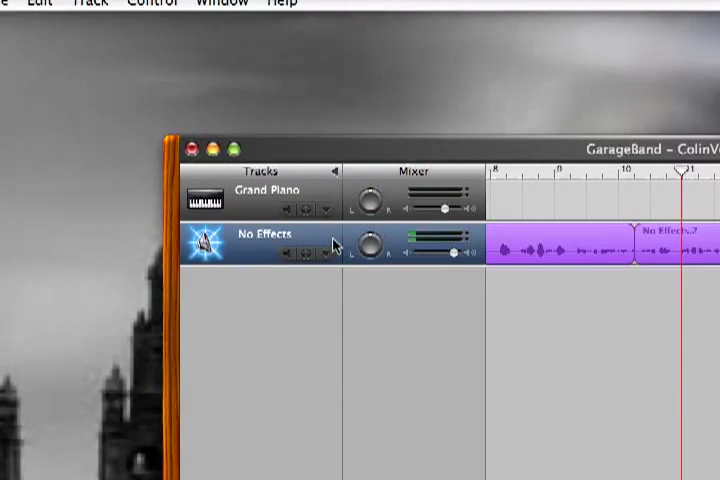 Edit Track Control Window Help
GarageBand – ColinV
Tracks Mixer
8 9 10 11
Grand Piano
L R
No Effects
No Effects.2
L R